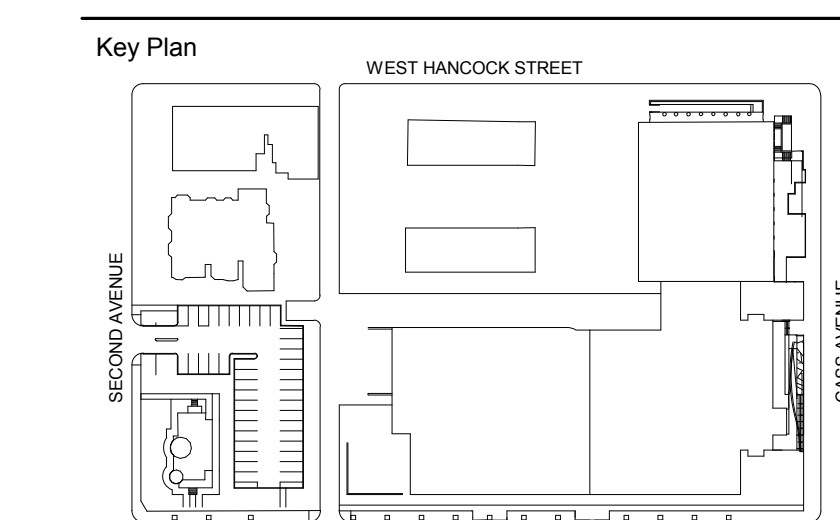 Key Plan
WEST HANCOCK STREET
SECOND AVENUE
CASS AVENUE